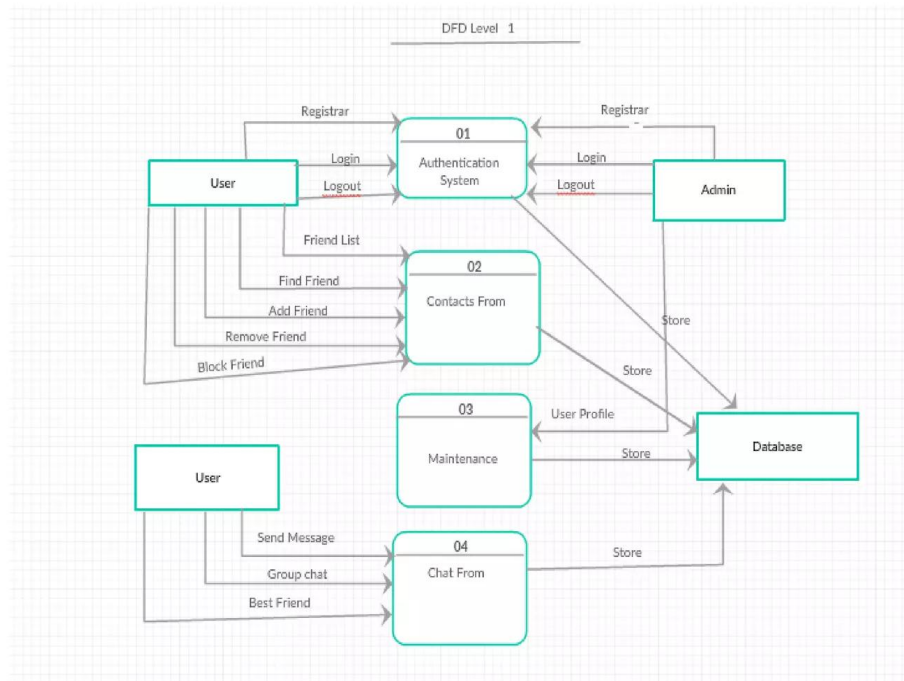 DFD Level 1
Registrar
Registrar
01
Authentication
System
Login
Login
Logout
Logout
User
Admin
Friend List
02
Contacts From
Find Friend
Add Friend
Remove Friend
Block Friend
Store
Store
03
User Profile
Maintenance
Store
Database
User
Send Message
04
Chat From
Store
Group chat
Best Friend